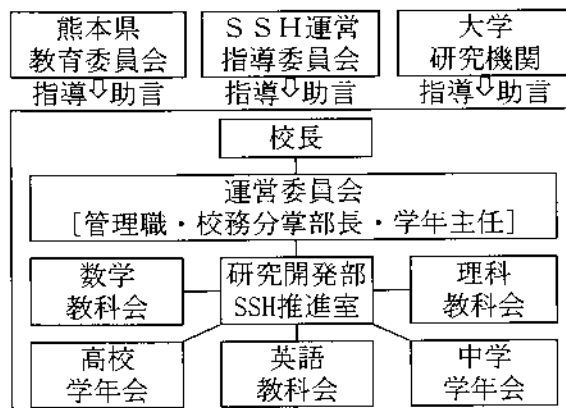 熊本県
教育委員会
ＳＳＨ運営
指導委員会
大学
研究機関
指導⇩助言
指導⇩助言
指導⇩助言
校長
運営委員会
[管理職・校務分掌部長・学年主任]
数学
教科会
研究開発部
SSH推進室
理科
教科会
高校
学年会
英語
教科会
中学
学年会